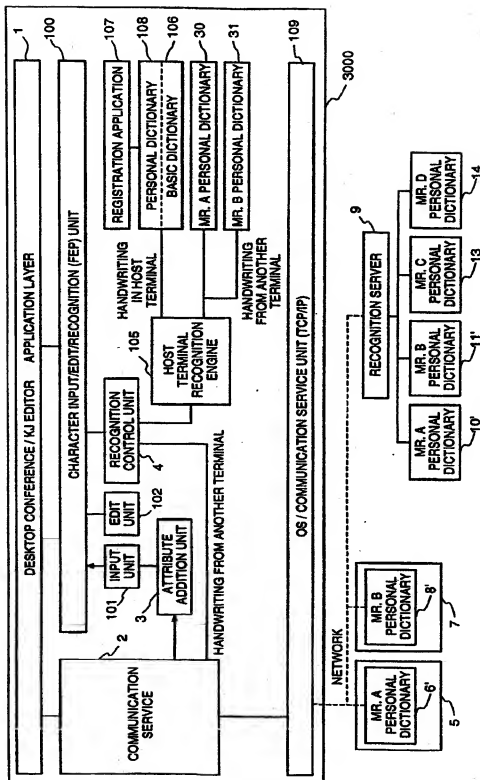 DESKTOP CONFERENCE / KJ EDITOR APPLICATION LAYER
1
CHARACTER INPUT/EDIT/RECOGNITION (FEP) UNIT
100
2
COMMUNICATION
SERVICE
INPUT
UNIT
101
EDIT
UNIT
102
3
ATTRIBUTE
ADDITION UNIT
RECOGNITION
CONTROL UNIT
4'
HANDWRITING FROM ANOTHER TERMINAL
105
HOST
TERMINAL
RECOGNITION
ENGINE
HANDWRITING
IN HOST
TERMINAL
HANDWRITING
FROM ANOTHER
TERMINAL
REGISTRATION APPLICATION
107
PERSONAL DICTIONARY
108
BASIC DICTIONARY
106
MR. A PERSONAL DICTIONARY
30
MR. B PERSONAL DICTIONARY
31
OS / COMMUNICATION SERVICE UNIT (TCP/IP)
109
3000
NETWORK
MR. A
PERSONAL
DICTIONARY
5
6'
MR. B
PERSONAL
DICTIONARY
7
8'
RECOGNITION SERVER
9
MR. A
PERSONAL
DICTIONARY
10'
MR. B
PERSONAL
DICTIONARY
11'
MR. C
PERSONAL
DICTIONARY
13
MR. D
PERSONAL
DICTIONARY
14